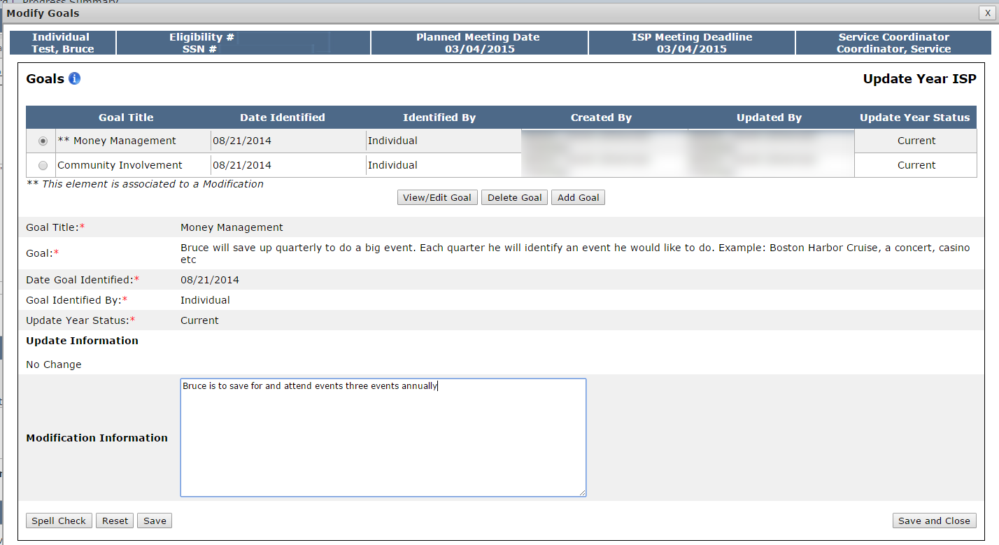 Progress Summary
Modify Goals
X
Individual
Test, Bruce
Eligibility #
SSN #
Planned Meeting Date
03/04/2015
ISP Meeting Deadline
03/04/2015
Service Coordinator
Coordinator, Service
Goals
Update Year ISP
Goal Title Date Identified Identified By Created By Updated By Update Year Status
** Money Management 08/21/2014 Individual Current
Community Involvement 08/21/2014 Individual Current
** This element is associated to a Modification
View/Edit Goal Delete Goal Add Goal
Goal Title:* Money Management
Goal:* Bruce will save up quarterly to do a big event. Each quarter he will identify an event he would like to do. Example: Boston Harbor Cruise, a concert, casino
etc
Date Goal Identified:* 08/21/2014
Goal Identified By:* Individual
Update Year Status:* Current
Update Information
No Change
Bruce is to save for and attend events three events annually
Modification Information
Spell Check Reset Save Save and Close